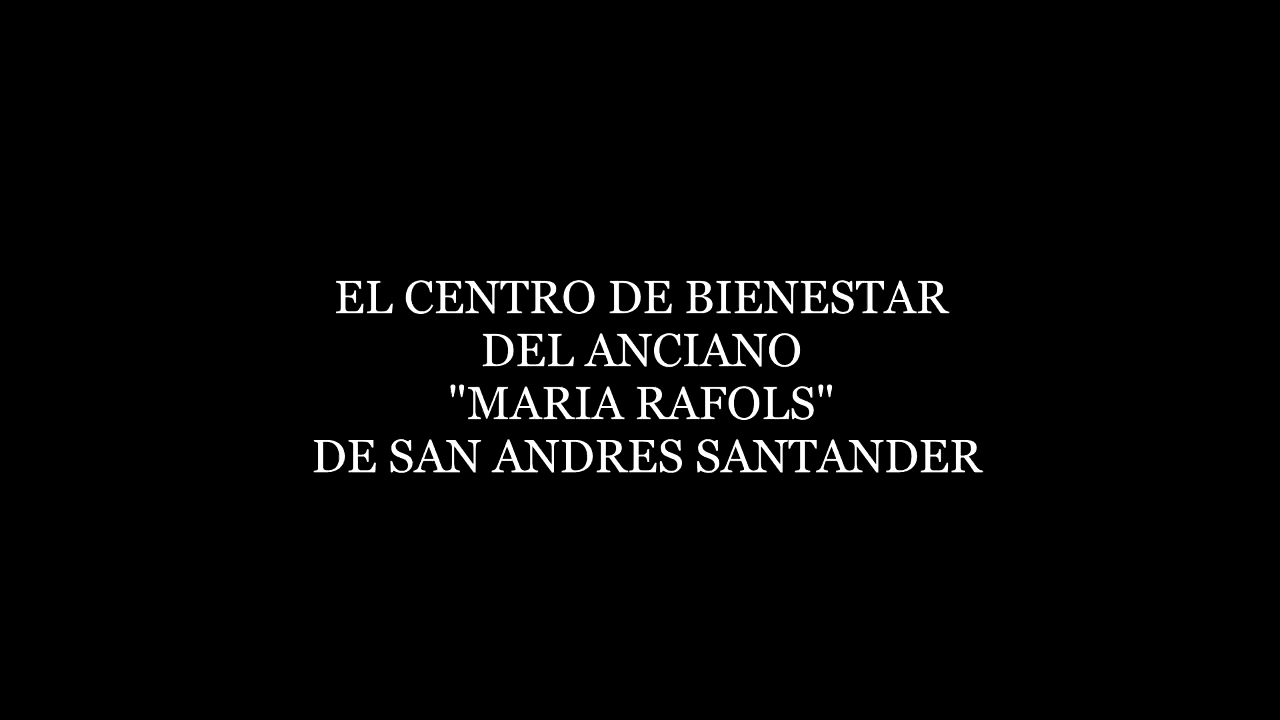 EL CENTRO DE BIENESTAR
DEL ANCIANO
"MARIA RAFOLS"
DE SAN ANDRES SANTANDER